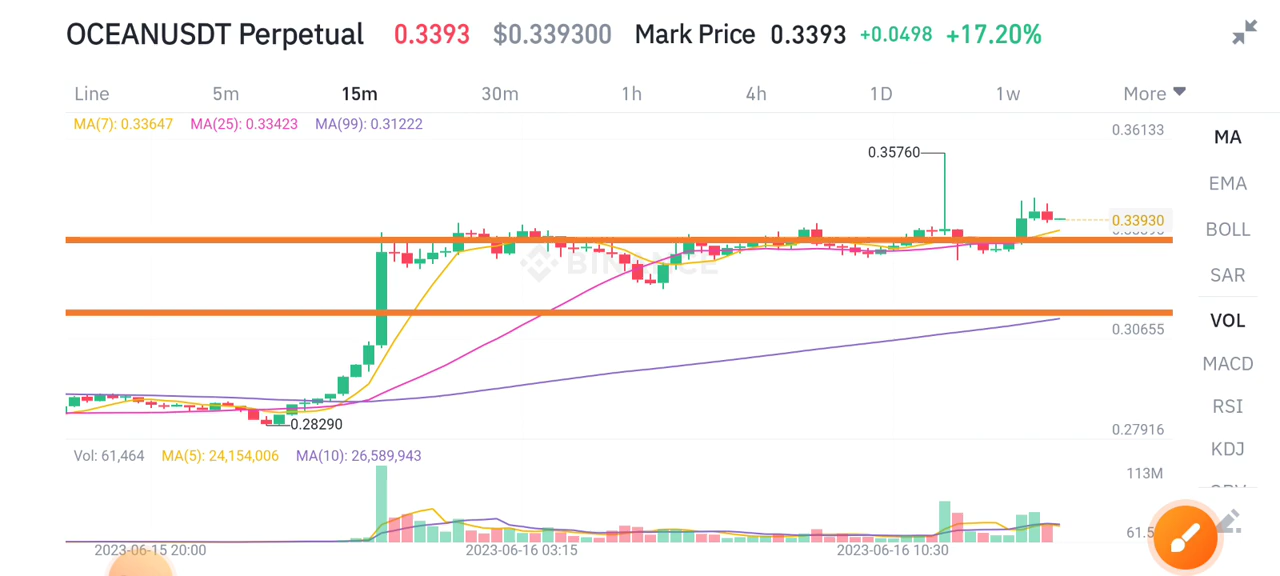 OCEANUSDT Perpetual 0.3393 $0.339300 Mark Price 0.3393 +0.0498 +17.20%
Line 5m 15m 30m 1h 4h 1D 1w More
MA(7): 0.33647 MA(25): 0.33423 MA(99): 0.31222
0.36133
MA
0.35760
EMA
0.33930
BOLL
BINANCE
SAR
0.30655
VOL
MACD
RSI
0.28290
0.27916
KDJ
Vol: 61,464 MA(5): 24,154,006 MA(10): 26,589,943
113M
2023-06-15 20:00 2023-06-16 03:15 2023-06-16 10:30